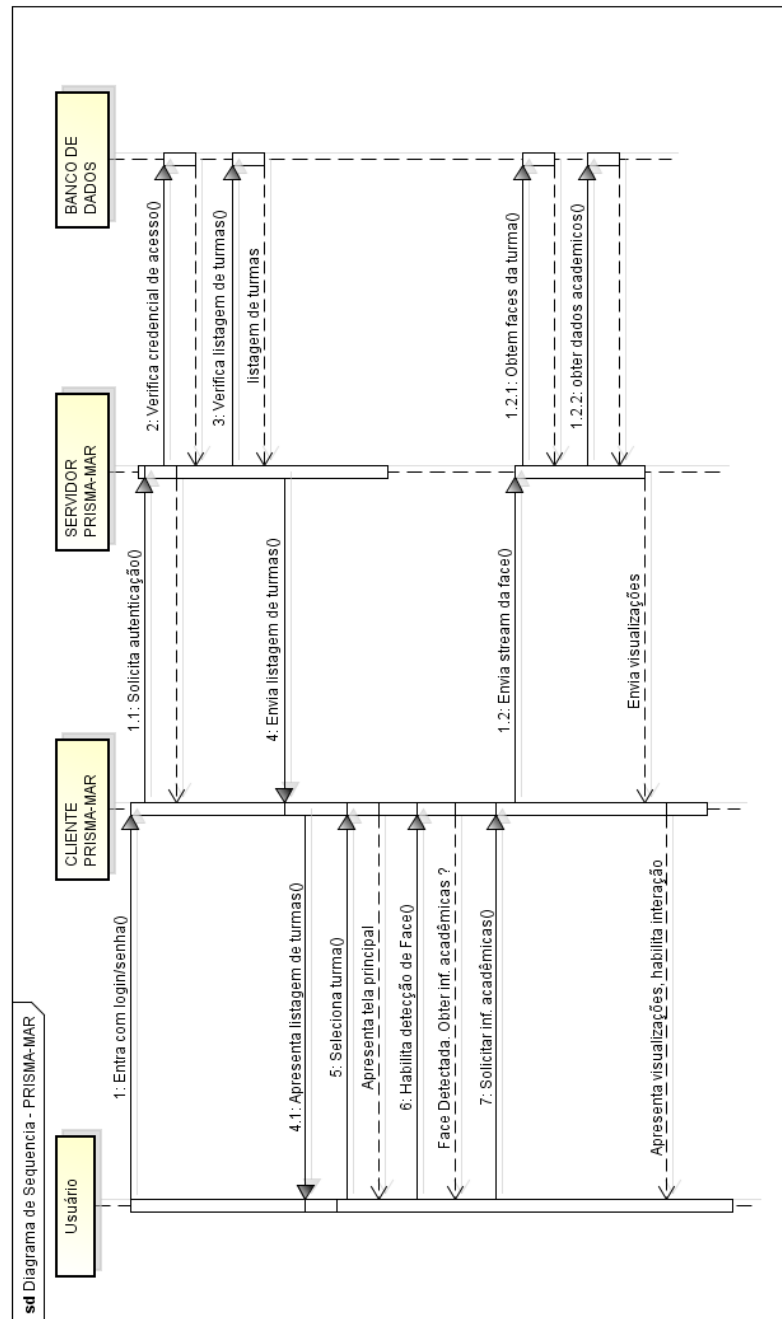 sd Diagrama de Sequencia - PRISMA-MAR
Usuário
CLIENTE
PRISMA-MAR
SERVIDOR
PRISMA-MAR
BANCO DE
DADOS
1: Entra com login/senha()
1.1: Solicita autenticação()
2: Verifica credencial de acesso()
3: Verifica listagem de turmas()
listagem de turmas
4: Envia listagem de turmas()
4.1: Apresenta listagem de turmas()
5: Seleciona turma()
Apresenta tela principal
6: Habilita detecção de Face()
Face Detectada. Obter inf. acadêmicas ?
7: Solicitar inf. acadêmicas()
1.2: Envia stream da face()
1.2.1: Obtem faces da turma()
1.2.2: obter dados academicos()
Envia visualizações
Apresenta visualizações, habilita interação